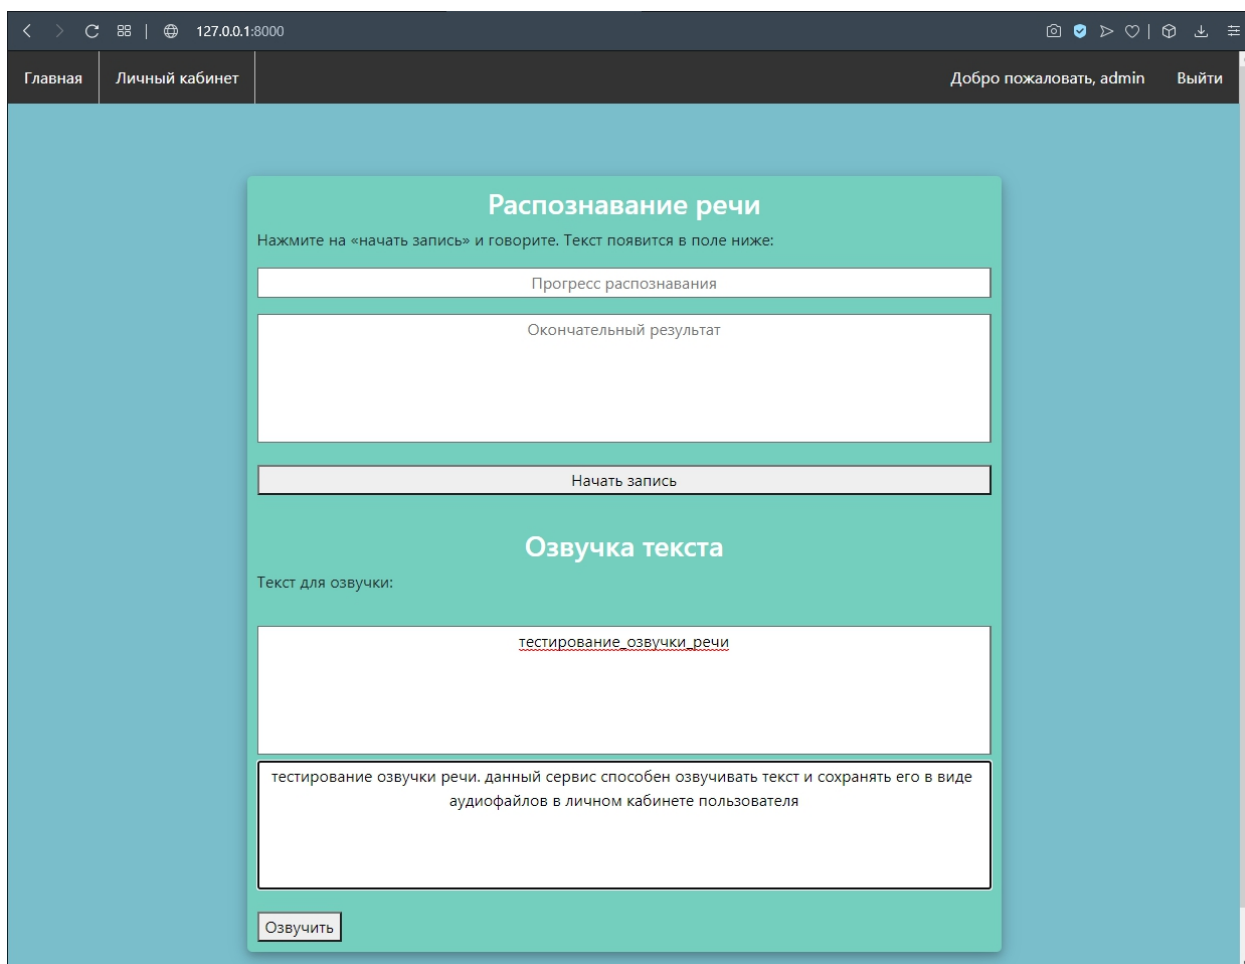 127.0.0.1:8000
Главная Личный кабинет Добро пожаловать, admin Выйти
Распознавание речи
Нажмите на «начать запись» и говорите. Текст появится в поле ниже:
Прогресс распознавания
Окончательный результат
Начать запись
Озвучка текста
Текст для озвучки:
тестирование_озвучки_речи
тестирование озвучки речи. данный сервис способен озвучивать текст и сохранять его в виде
аудиофайлов в личном кабинете пользователя
Озвучить